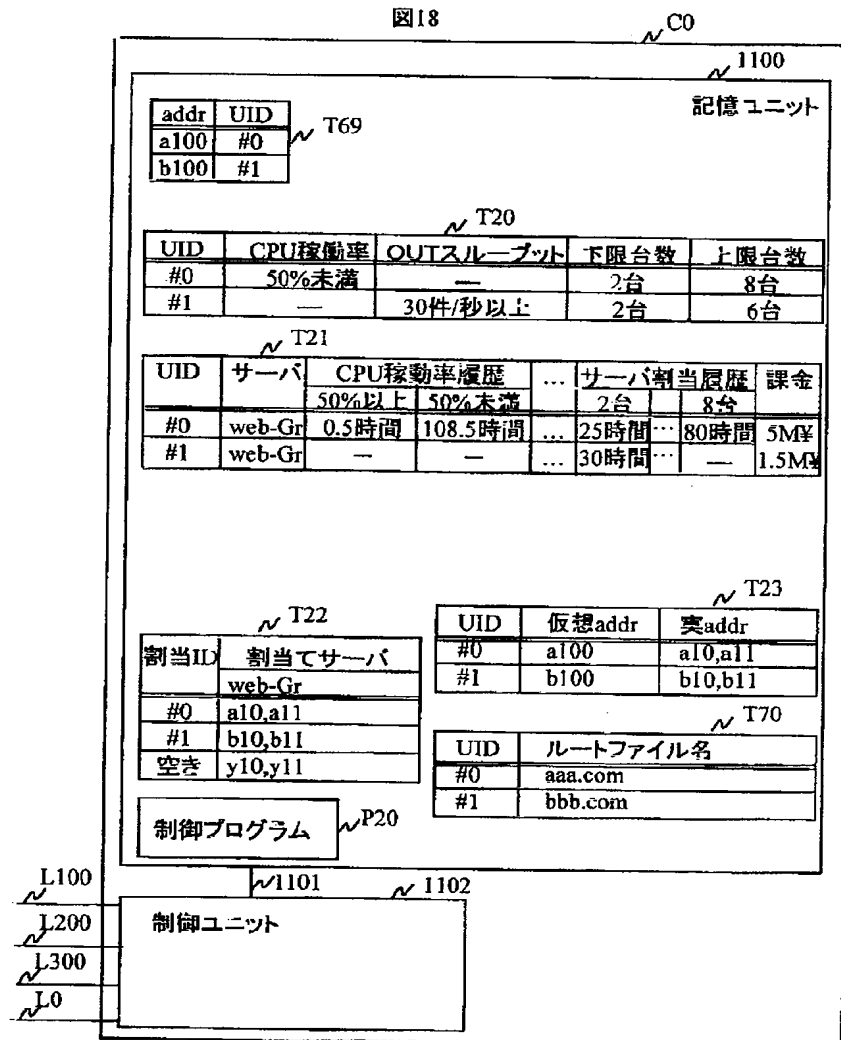 図18
C0
1100
記憶ユニット
addr UID
a100 #0
b100 #1
T69
T20
UID CPU稼働率 OUTスループット 下限台数 上限台数
#0 50%未満 — 2台 8台
#1 — 30件/秒以上 2台 6台
T21
UID サーバ CPU稼動率履歴 … サーバ割当履歴 課金
50%以上 50%未満 2台 8台
#0 web-Gr 0.5時間 108.5時間 … 25時間 … 80時間 5M¥
#1 web-Gr — — … 30時間 … — 1.5M¥
T22
割当ID 割当てサーバ
web-Gr
#0 a10,a11
#1 b10,b11
空き y10,y11
T23
UID 仮想addr 実addr
#0 a100 a10,a11
#1 b100 b10,b11
T70
UID ルートファイル名
#0 aaa.com
#1 bbb.com
制御プログラム
P20
1101
1102
制御ユニット
L100
L200
L300
L0